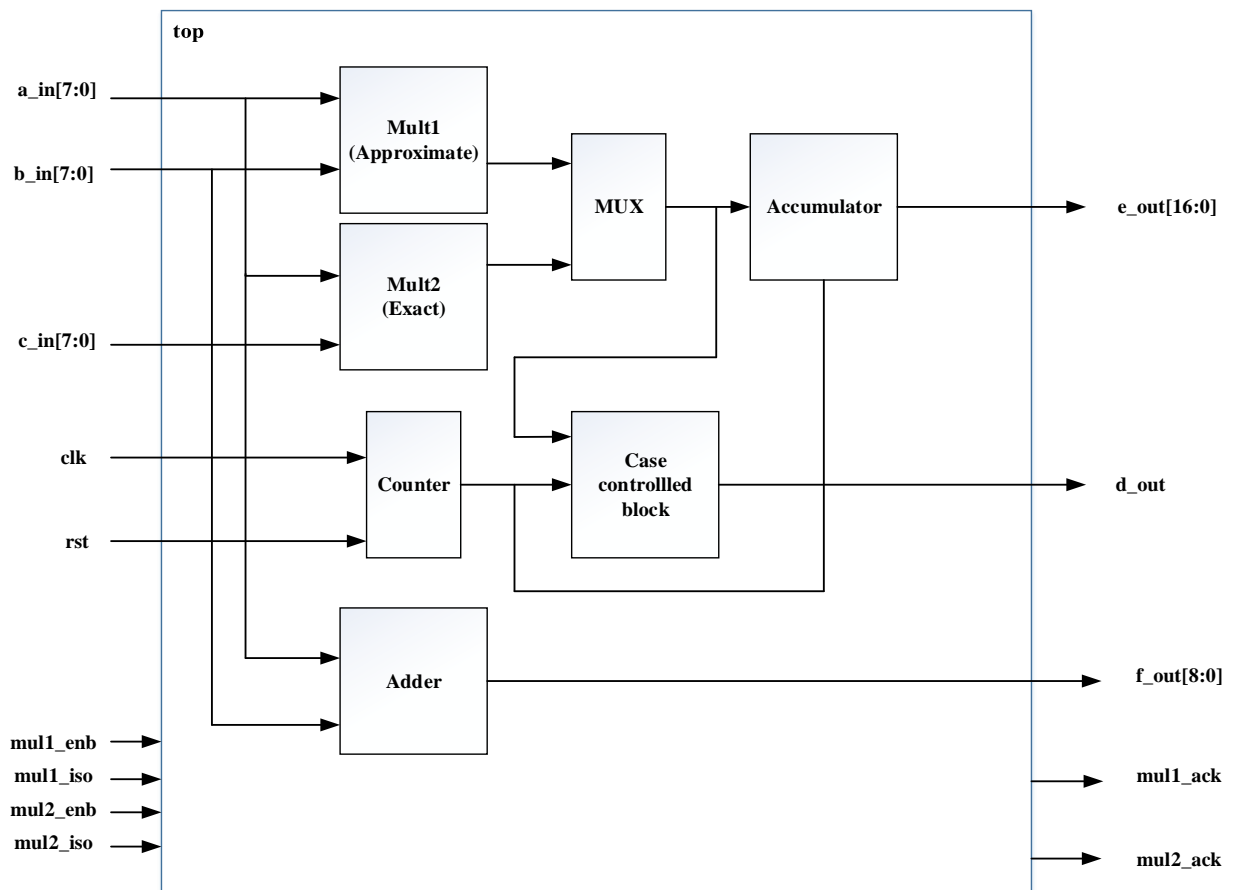 top
a_in[7:0]
b_in[7:0]
c_in[7:0]
clk
rst
mul1_enb
mul1_iso
mul2_enb
mul2_iso
Mult1
(Approximate)
Mult2
(Exact)
MUX
Accumulator
Counter
Case
controllled
block
Adder
e_out[16:0]
d_out
f_out[8:0]
mul1_ack
mul2_ack